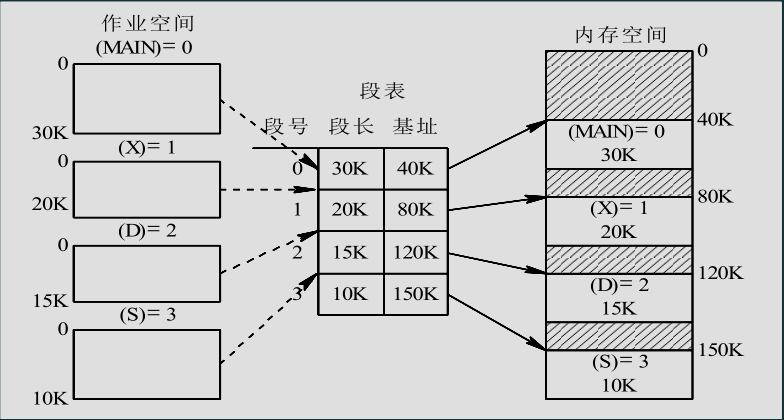 作业空间
(MAIN)= 0
0
30K
(X)= 1
0
20K
(D)= 2
0
15K
(S)= 3
0
10K
段表
段号 段长 基址
0 30K 40K
1 20K 80K
2 15K 120K
3 10K 150K
内存空间
0
40K
(MAIN)= 0
30K
80K
(X)= 1
20K
120K
(D)= 2
15K
150K
(S)= 3
10K